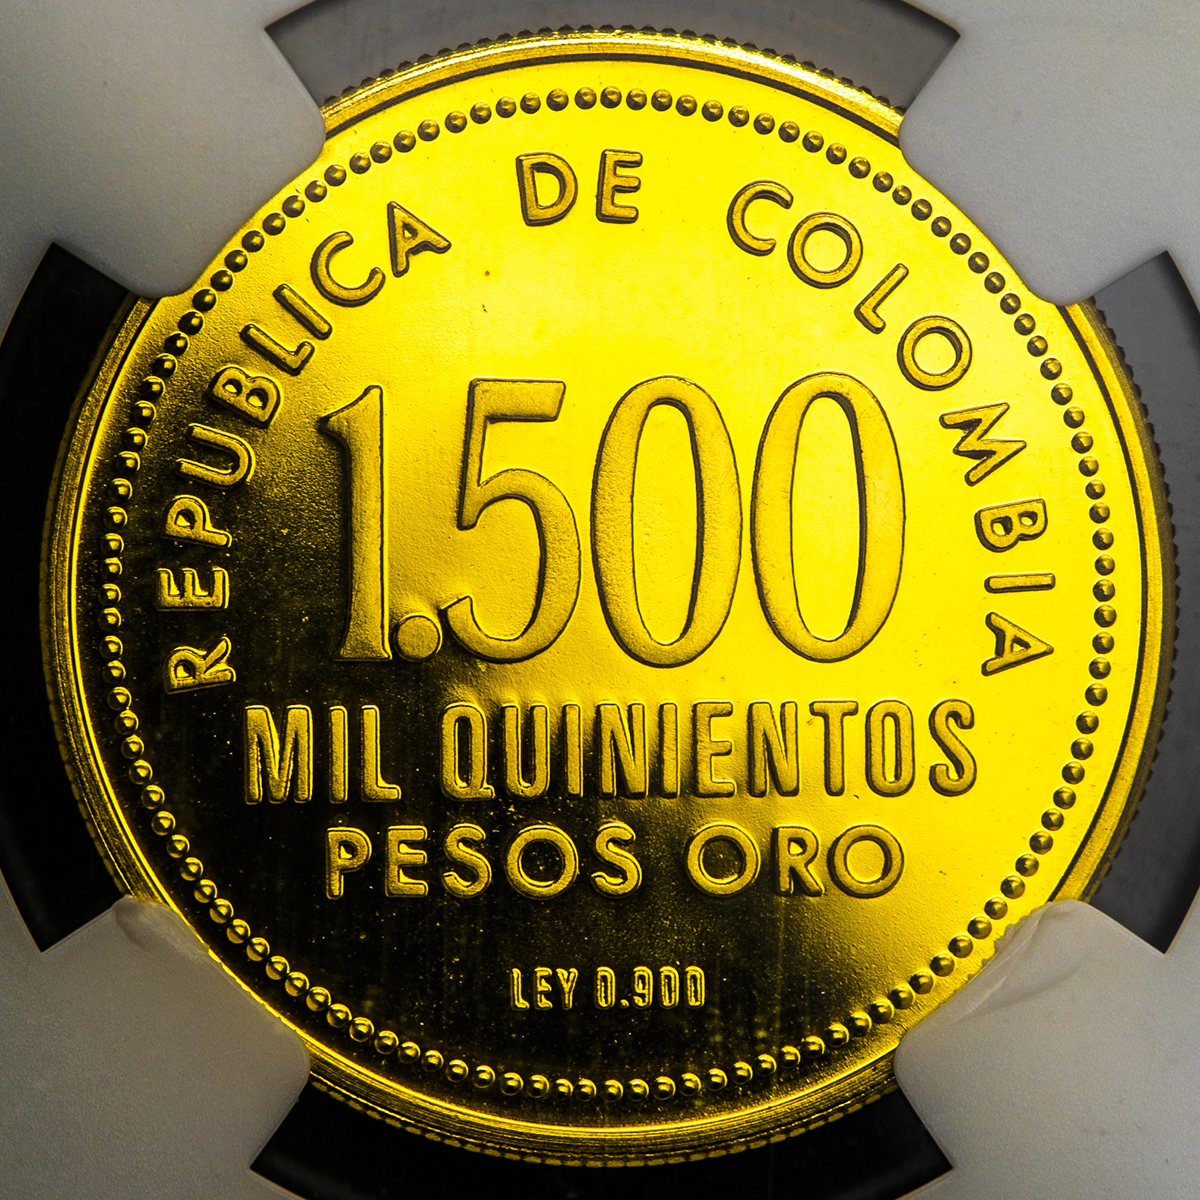 REPUBLICA DE COLOMBIA
1.500
MIL QUINIENTOS
PESOS ORO
LEY 0.900